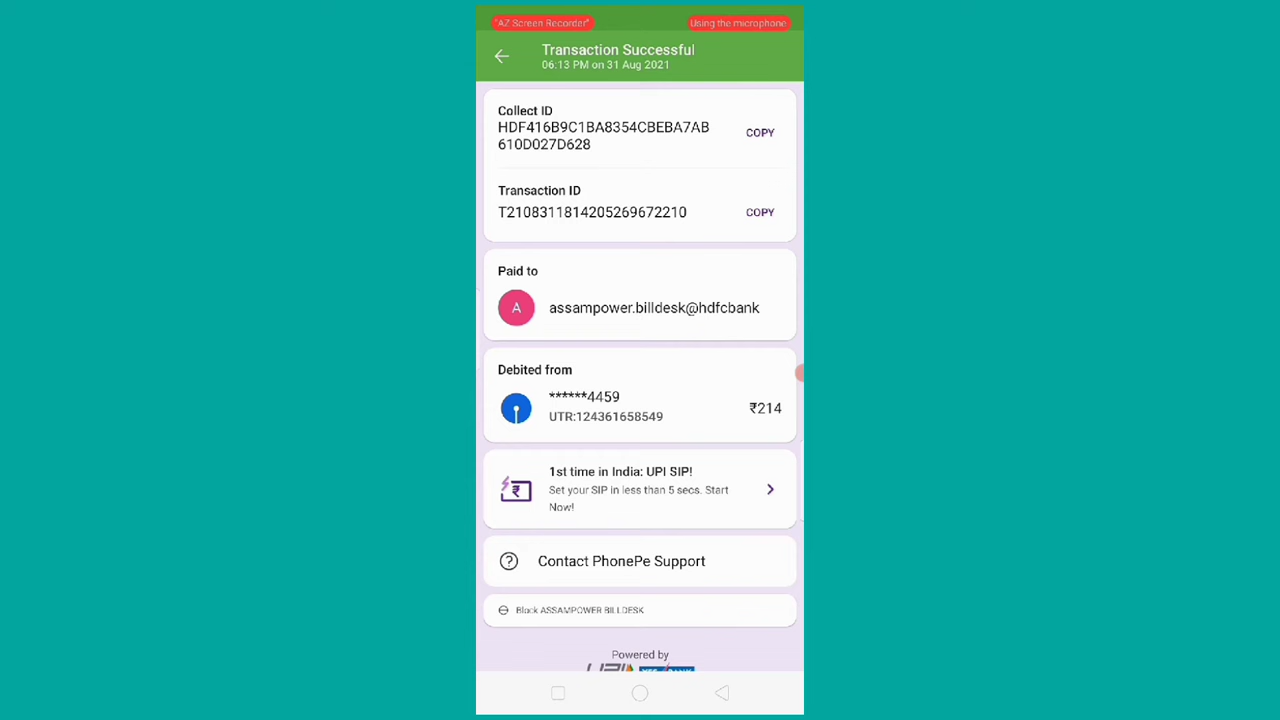 "AZ Screen Recorder"
Using the microphone
Transaction Successful
06:13 PM on 31 Aug 2021
Collect ID
HDF416B9C1BA8354CBEBA7AB
610D027D628
COPY
Transaction ID
T2108311814205269672210
COPY
Paid to
A
assampower.billdesk@hdfcbank
Debited from
******4459
UTR:124361658549
₹214
1st time in India: UPI SIP!
Set your SIP in less than 5 secs. Start
Now!
Contact PhonePe Support
Block ASSAMPOWER BILLDESK
Powered by
UPI